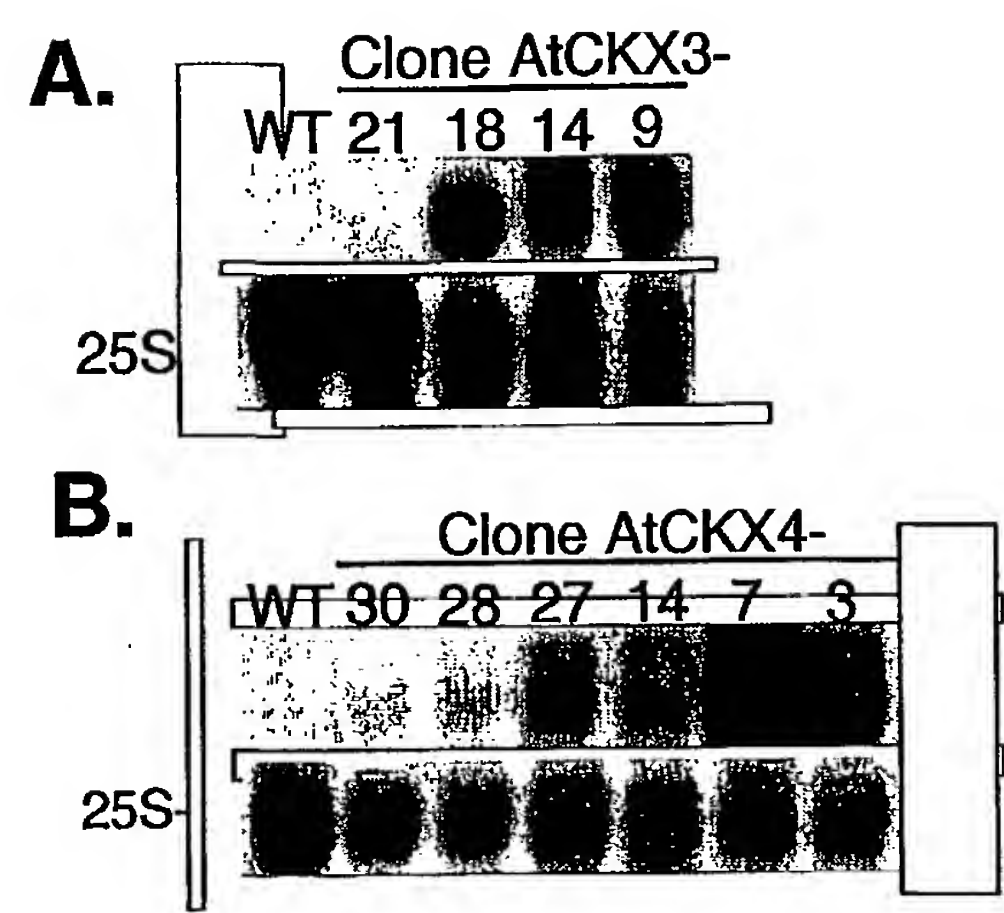 A.
Clone AtCKX3-
WT 21 18 14 9
25S
B.
Clone AtCKX4-
WT 30 28 27 14 7 3
25S-